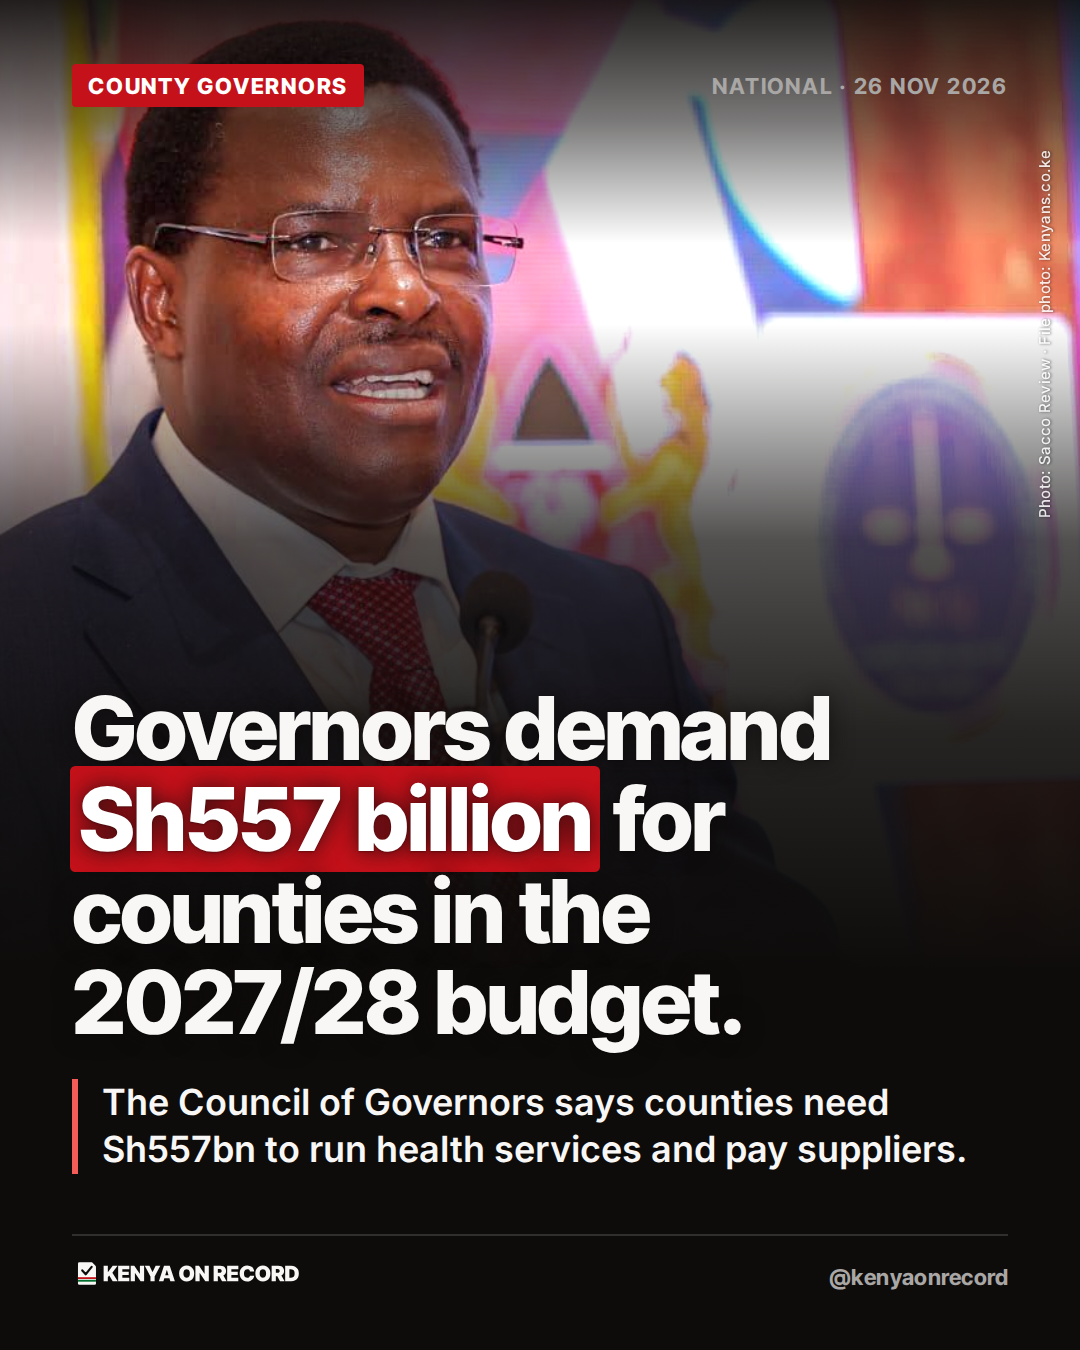 COUNTY GOVERNORS
NATIONAL · 26 NOV 2026
Photo: Sacco Review · File photo: Kenyans.co.ke
Governors demand
Sh557 billion for
counties in the
2027/28 budget.
The Council of Governors says counties need
Sh557bn to run health services and pay suppliers.
KENYA ON RECORD
@kenyaonrecord